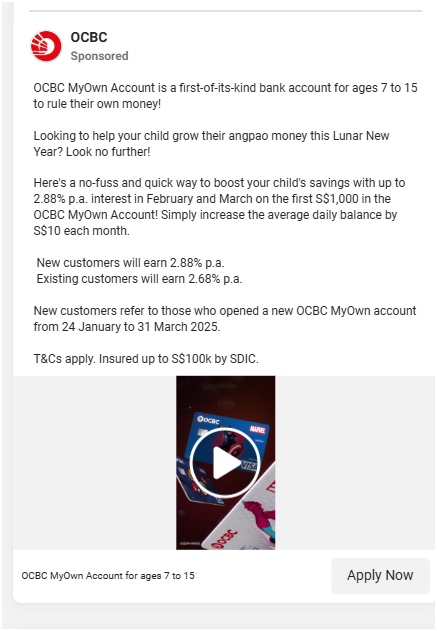 OCBC
Sponsored
OCBC MyOwn Account is a first-of-its-kind bank account for ages 7 to 15
to rule their own money!
Looking to help your child grow their angpao money this Lunar New
Year? Look no further!
Here's a no-fuss and quick way to boost your child's savings with up to
2.88% p.a. interest in February and March on the first S$1,000 in the
OCBC MyOwn Account! Simply increase the average daily balance by
S$10 each month.
New customers will earn 2.88% p.a.
Existing customers will earn 2.68% p.a.
New customers refer to those who opened a new OCBC MyOwn account
from 24 January to 31 March 2025.
T&Cs apply. Insured up to S$100k by SDIC.
OCBC
MARVEL
VISA
OCBC
OCBC MyOwn Account for ages 7 to 15
Apply Now